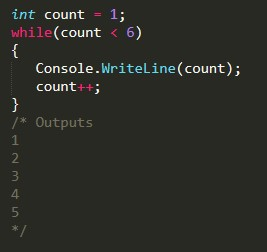 int count = 1;
while(count < 6)
{
Console.WriteLine(count);
count++;
}
/* Outputs
1
2
3
4
5
*/